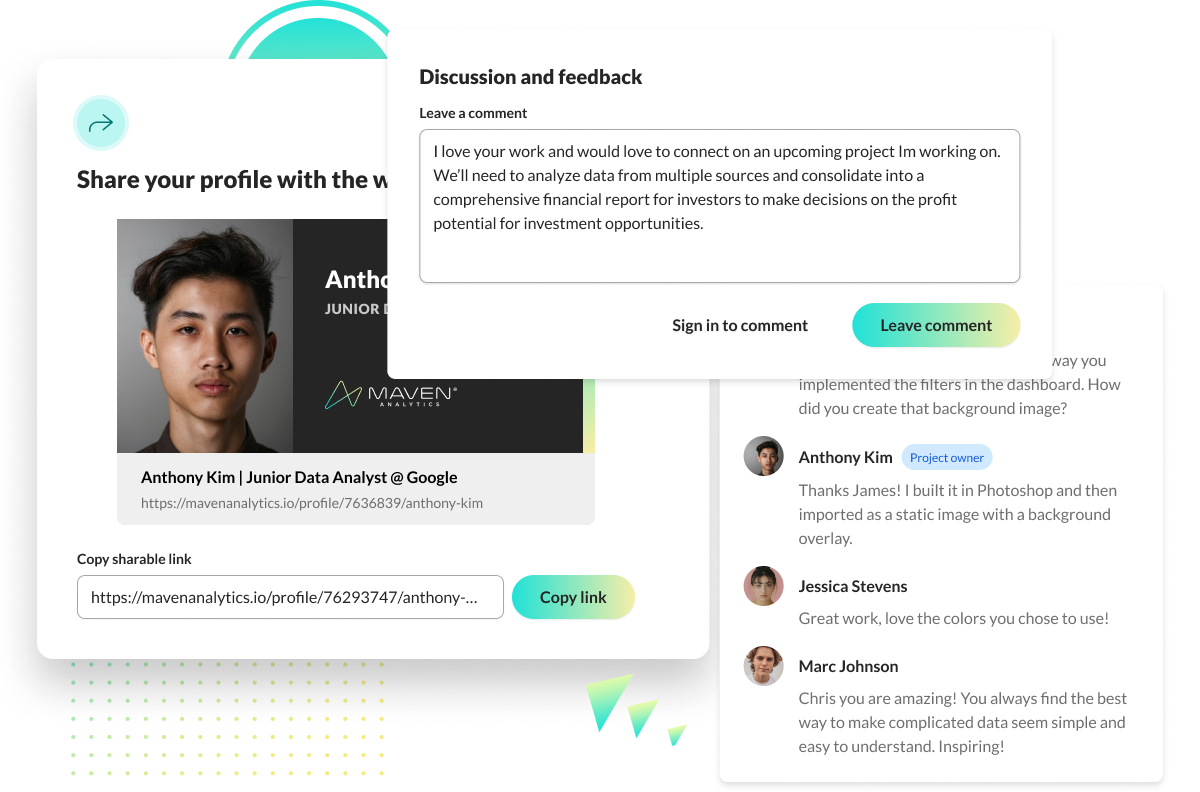 Share your profile with the w
Antho
JUNIOR D
MAVEN®
ANALYTICS
Anthony Kim | Junior Data Analyst @ Google
https://mavenanalytics.io/profile/7636839/anthony-kim
Copy sharable link
https://mavenanalytics.io/profile/76293747/anthony-...
Copy link
Discussion and feedback
Leave a comment
I love your work and would love to connect on an upcoming project Im working on.
We’ll need to analyze data from multiple sources and consolidate into a
comprehensive financial report for investors to make decisions on the profit
potential for investment opportunities.
Sign in to comment
Leave comment
way you
implemented the filters in the dashboard. How
did you create that background image?
Anthony Kim
Project owner
Thanks James! I built it in Photoshop and then
imported as a static image with a background
overlay.
Jessica Stevens
Great work, love the colors you chose to use!
Marc Johnson
Chris you are amazing! You always find the best
way to make complicated data seem simple and
easy to understand. Inspiring!